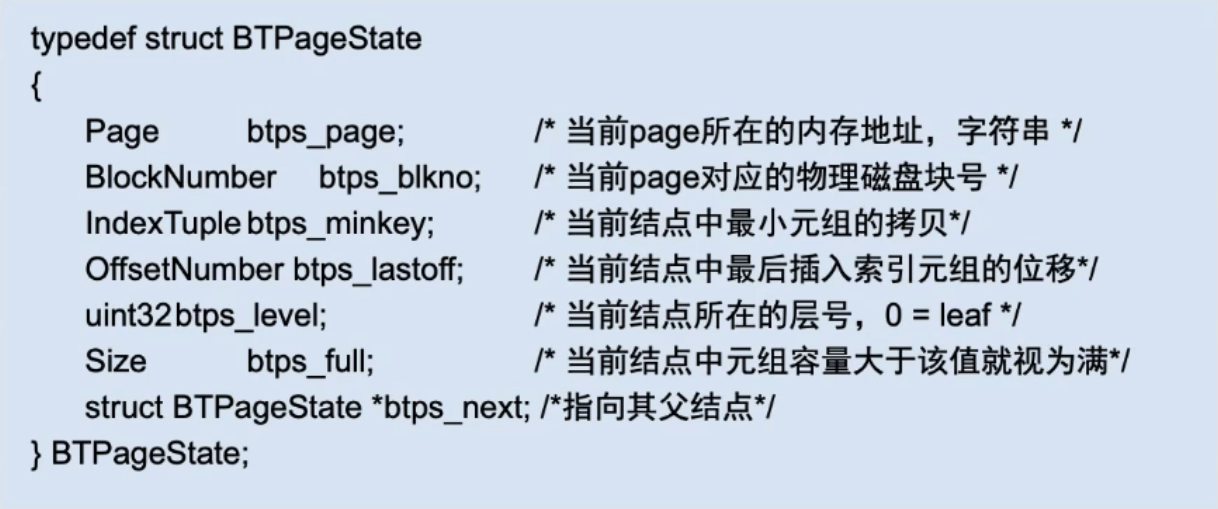 typedef struct BTPageState
{
Page btps_page; /* 当前page所在的内存地址，字符串 */
BlockNumber btps_blkno; /* 当前page对应的物理磁盘块号 */
IndexTuple btps_minkey; /* 当前结点中最小元组的拷贝*/
OffsetNumber btps_lastoff; /* 当前结点中最后插入索引元组的位移*/
uint32btps_level; /* 当前结点所在的层号，0 = leaf */
Size btps_full; /* 当前结点中元组容量大于该值就视为满*/
struct BTPageState *btps_next; /*指向其父结点*/
} BTPageState;